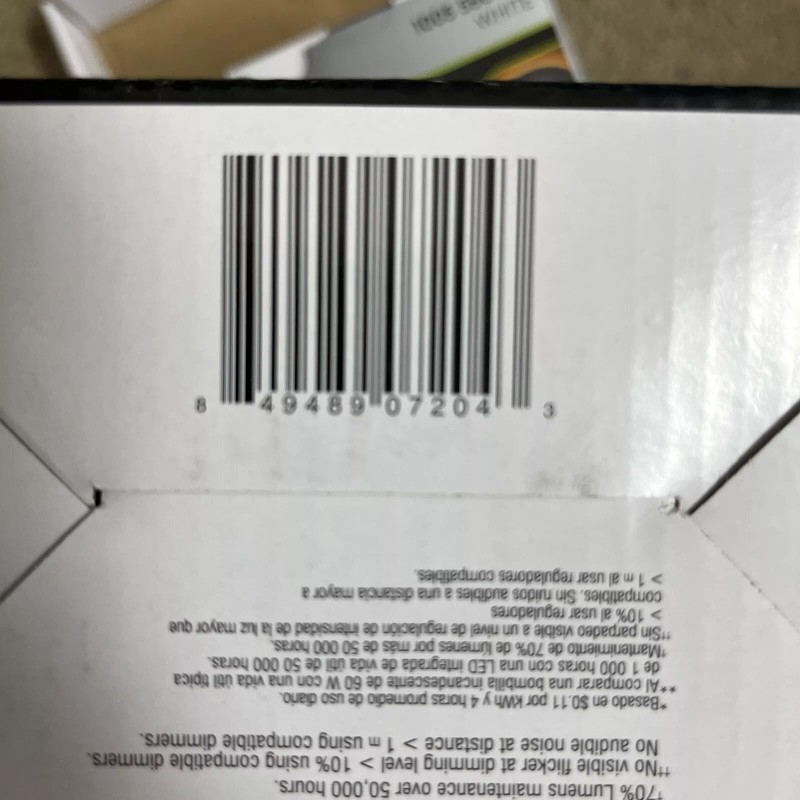 WHITE
8 49489 07204 3
†70% Lumens maintenance over 50,000 hours.
††No visible flicker at dimming level > 10% using compatible dimmers.
No audible noise at distance > 1 m using compatible dimmers.
*Basado en $0.11 por kWh y 4 horas promedio de uso diario.
**Al comparar una bombilla incandescente de 60 W con una vida útil típica
de 1 000 horas con una LED integrada de vida útil de 50 000 horas.
†Mantenimiento de 70% de lúmenes por más de 50 000 horas.
††Sin parpadeo visible a un nivel de regulación de intensidad de la luz mayor que
> 10% al usar reguladores
compatibles. Sin ruidos audibles a una distancia mayor a
> 1 m al usar reguladores compatibles.